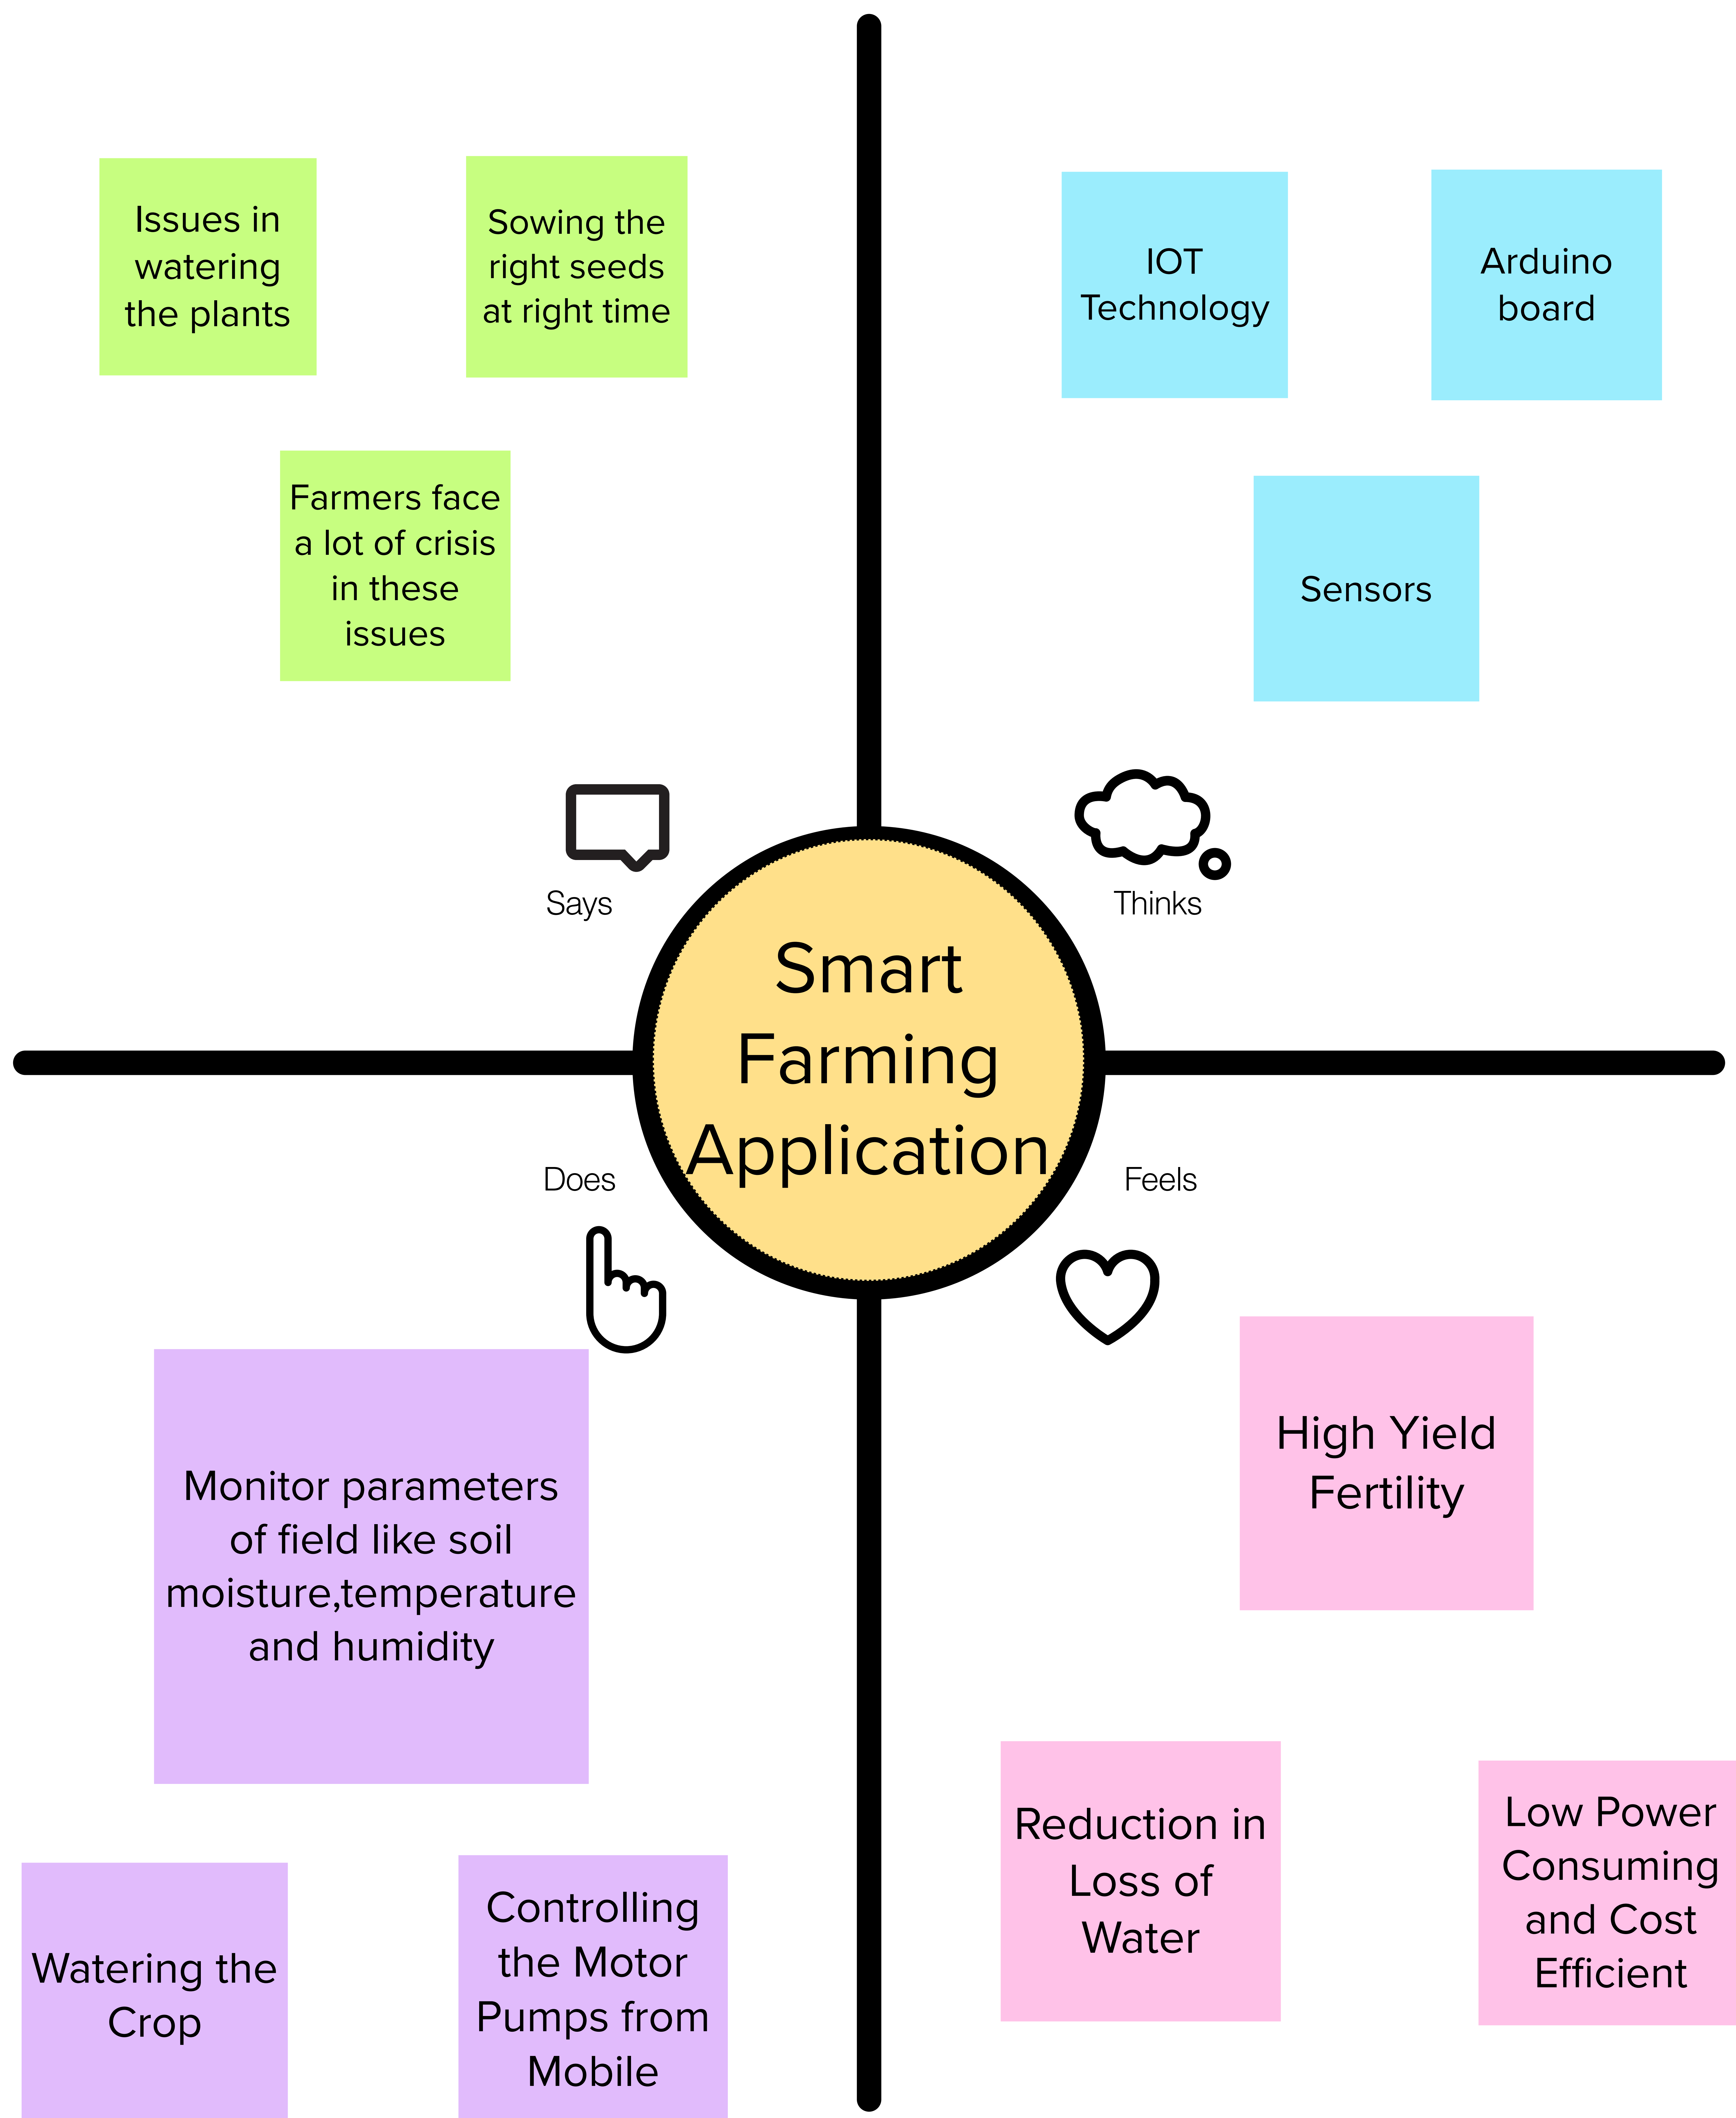 Issues in
watering
the plants
Sowing the
right seeds
at right time
Farmers face
a lot of crisis
in these
issues
Says
IOT
Technology
Arduino
board
Sensors
Thinks
Smart
Farming
Application
Does
Monitor parameters
of field like soil
moisture,temperature
and humidity
Watering the
Crop
Controlling
the Motor
Pumps from
Mobile
Feels
High Yield
Fertility
Reduction in
Loss of
Water
Low Power
Consuming
and Cost
Efficient